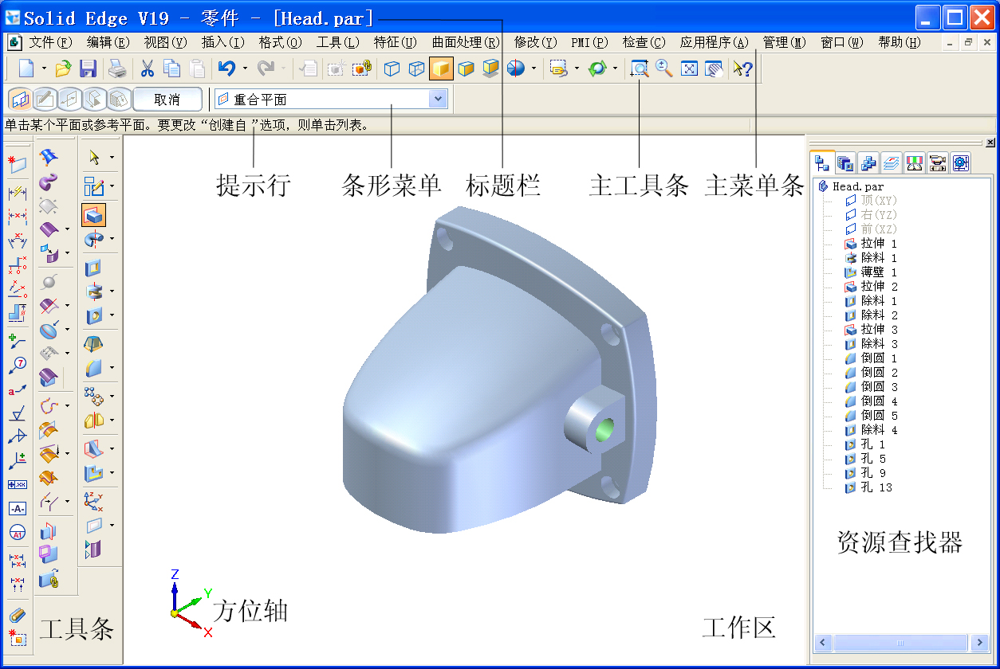 Solid Edge V19 - 零件 - [Head.par]
文件(F) 编辑(E) 视图(V) 插入(I) 格式(O) 工具(L) 特征(U) 曲面处理(R) 修改(Y) PMI(P) 检查(C) 应用程序(A) 管理(M) 窗口(W) 帮助(H)
取消 重合平面
单击某个平面或参考平面。要更改“创建自 ”选项，则单击列表。
提示行 条形菜单 标题栏 主工具条 主菜单条
Head.par
顶(XY)
右(YZ)
前(XZ)
拉伸 1
除料 1
薄壁 1
拉伸 2
除料 1
除料 2
拉伸 3
除料 3
倒圆 1
倒圆 2
倒圆 3
倒圆 4
倒圆 5
除料 4
孔 1
孔 5
孔 9
孔 13
资源查找器
Z
Y
X
方位轴
工具条
工作区